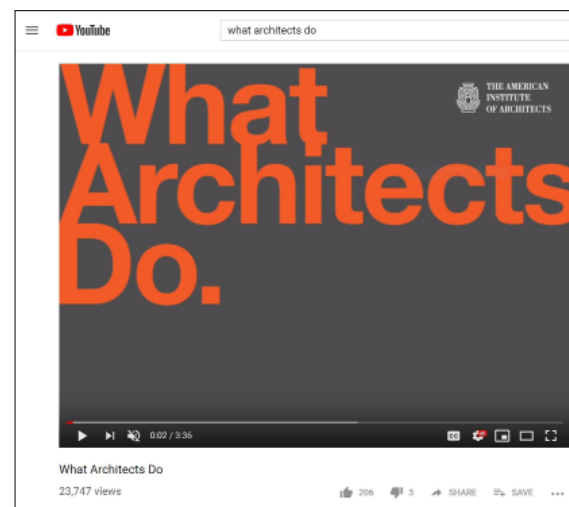 YouTube
what architects do
What
Architects
Do.
THE AMERICAN
INSTITUTE
OF ARCHITECTS
0:02 / 3:36
CC
What Architects Do
23,747 views
206
3
SHARE
SAVE